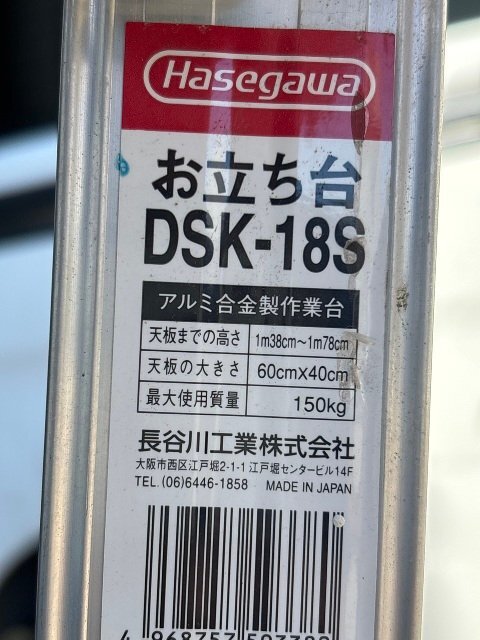 Hasegawa
お立ち台
DSK-18S
アルミ合金製作業台
天板までの高さ 1m38cm～1m78cm
天板の大きさ 60cmX40cm
最大使用質量 150kg
長谷川工業株式会社
大阪市西区江戸堀2-1-1 江戸堀センタービル14F
TEL. (06)6446-1858 MADE IN JAPAN